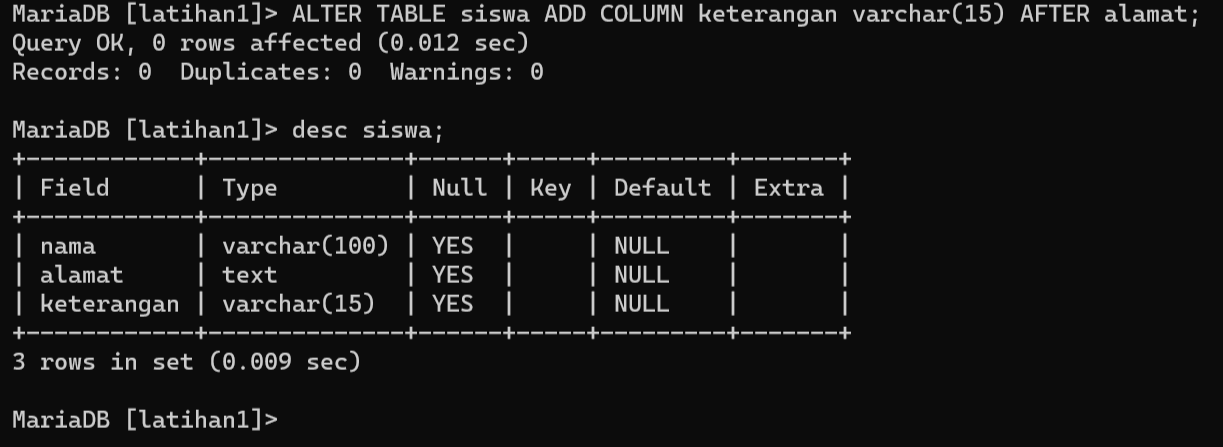 MariaDB [latihan1]> ALTER TABLE siswa ADD COLUMN keterangan varchar(15) AFTER alamat;
Query OK, 0 rows affected (0.012 sec)
Records: 0  Duplicates: 0  Warnings: 0

MariaDB [latihan1]> desc siswa;
+------------+--------------+------+-----+---------+-------+
| Field      | Type         | Null | Key | Default | Extra |
+------------+--------------+------+-----+---------+-------+
| nama       | varchar(100) | YES  |     | NULL    |       |
| alamat     | text         | YES  |     | NULL    |       |
| keterangan | varchar(15)  | YES  |     | NULL    |       |
+------------+--------------+------+-----+---------+-------+
3 rows in set (0.009 sec)

MariaDB [latihan1]>